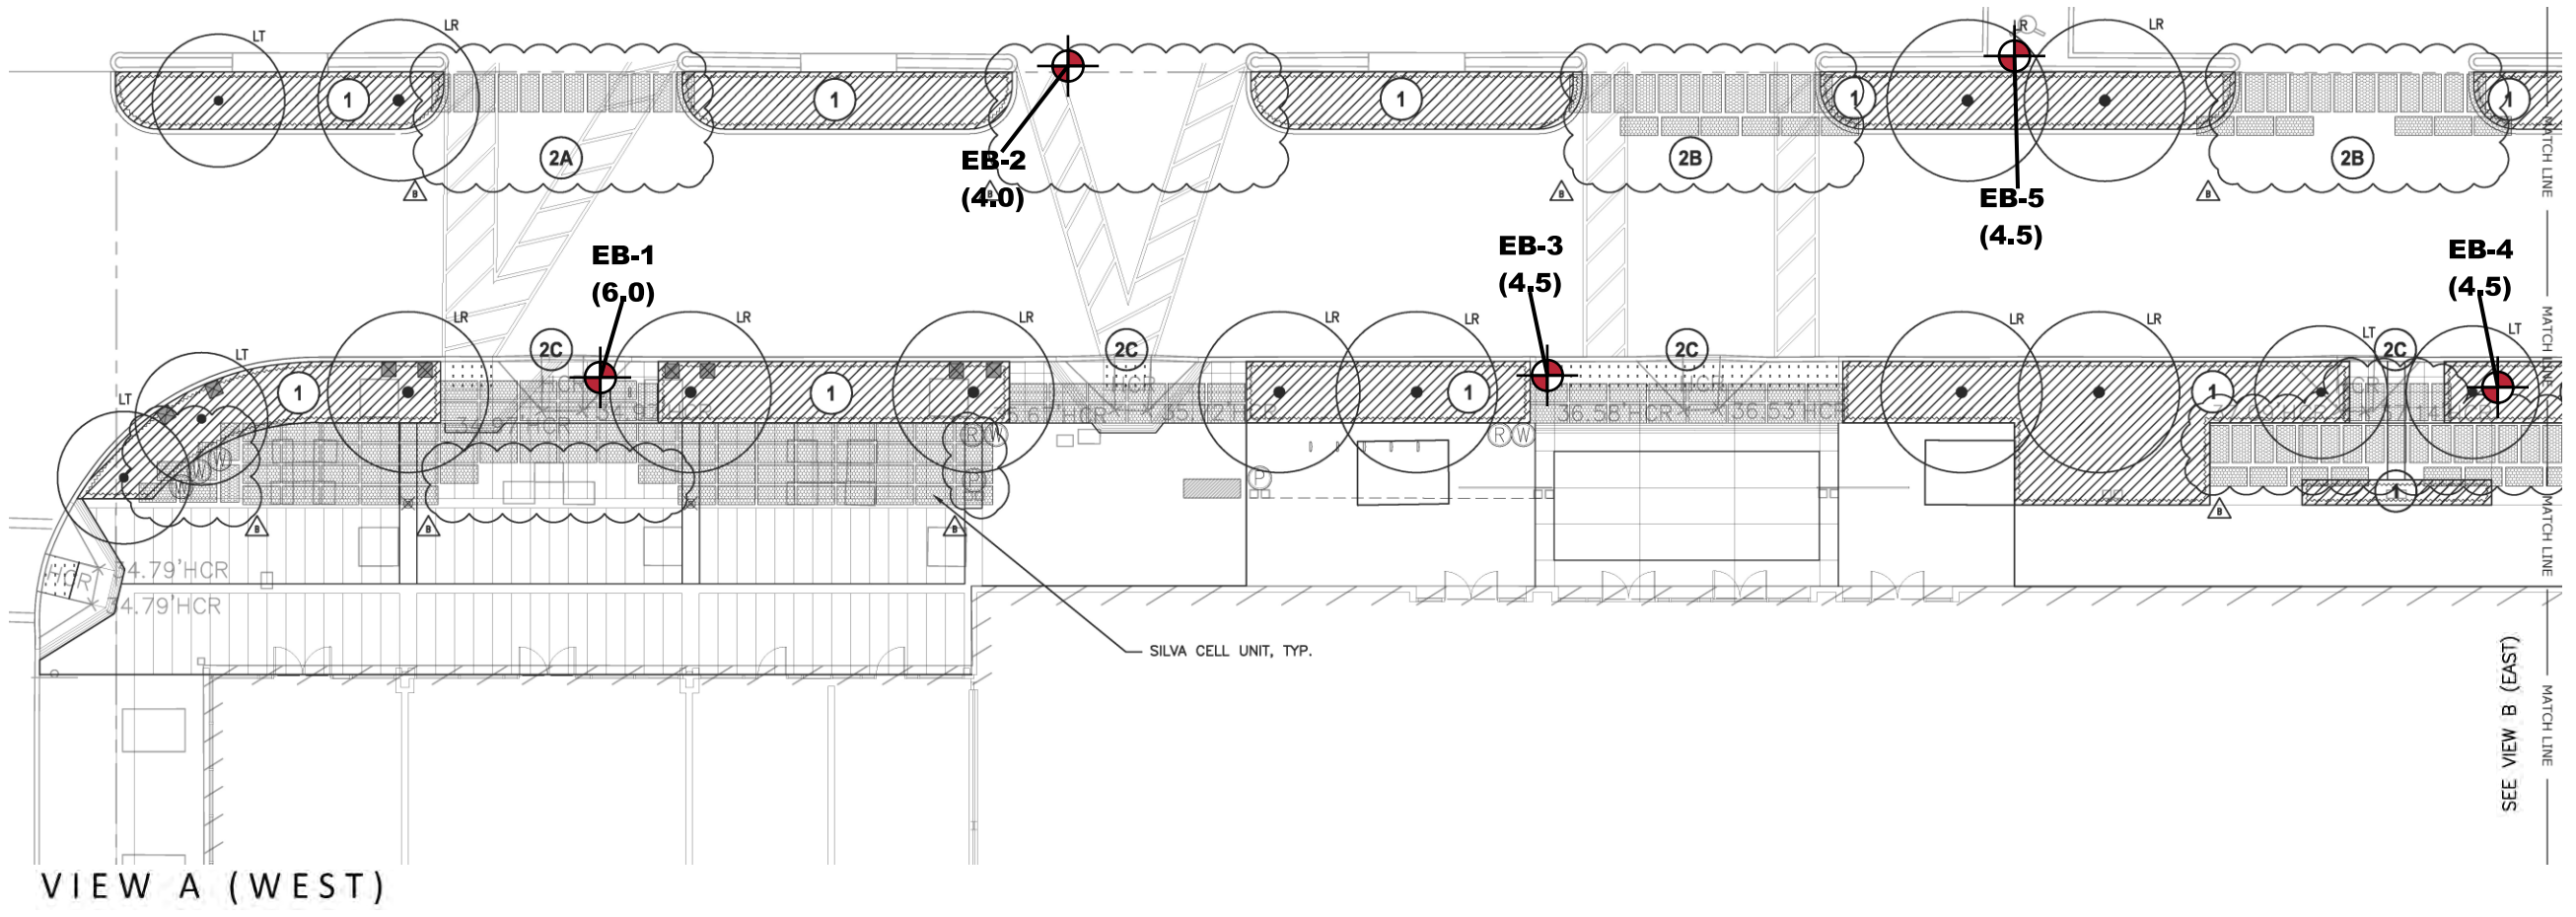 LT
LR
LR
LR
1
1
1
1
1
2A
2B
2B
EB-2
(4.0)
B
B
B
B
EB-5
(4.5)
MATCH LINE
EB-1
(6.0)
EB-3
(4.5)
EB-4
(4.5)
LT
LT
LR
LR
LR
LR
LR
LR
LR
LT
LT
2C
2C
2C
2C
MATCH LINE
1
1
1
1
HCR
HCR
36.58'HCR
36.53'HCR
W
W
W
R
W
P
R
W
P
1
B
B
B
B
MATCH LINE
HCR
34.79'HCR
34.79'HCR
SILVA CELL UNIT, TYP.
SEE VIEW B (EAST)
MATCH LINE
VIEW A (WEST)